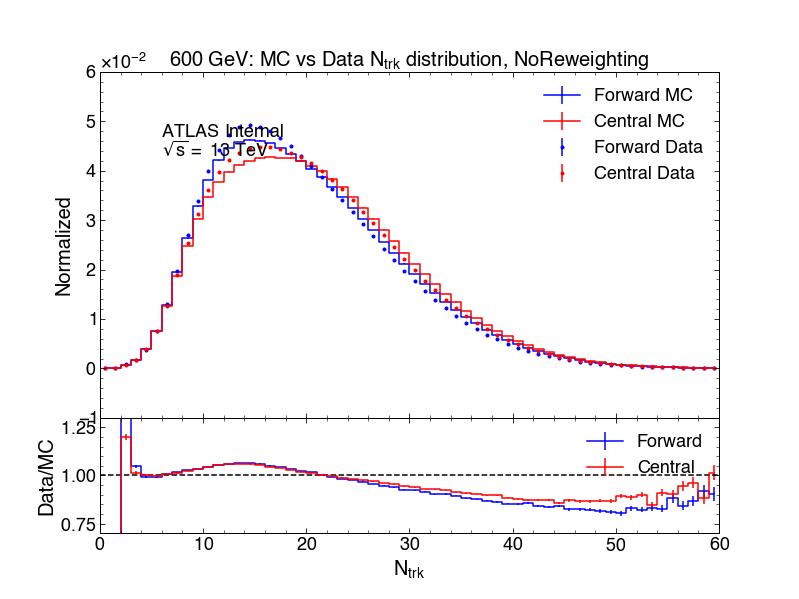 ×10⁻² 600 GeV: MC vs Data Ntrk distribution, NoReweighting
6
5
4
3
2
1
0
−1
Normalized
ATLAS Internal
√s = 13 TeV
Forward MC
Central MC
Forward Data
Central Data
1.25
1.00
0.75
Data/MC
Forward
Central
0 10 20 30 40 50 60
Ntrk